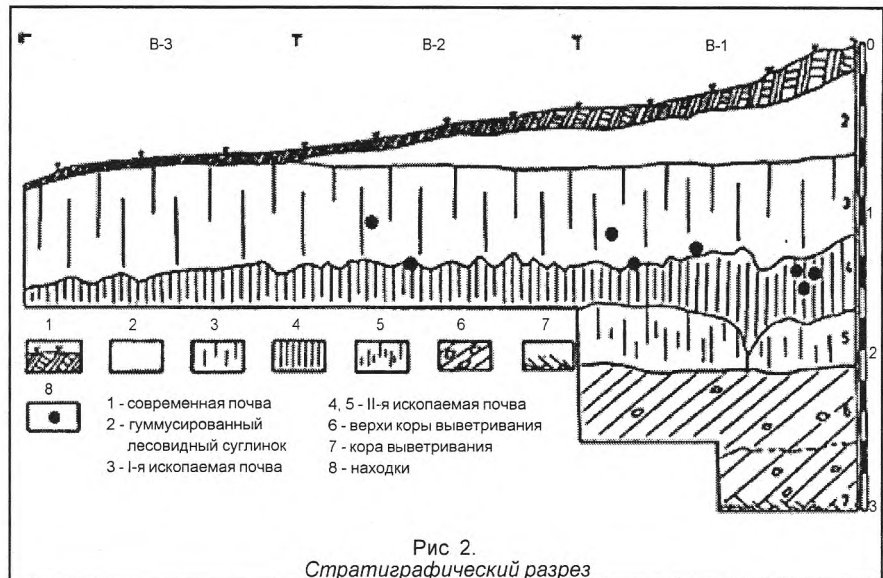 В-3 В-2 В-1
0
2
3
1
4
5
2
6
7
3
1 2 3 4 5 6 7
8
1 - современная почва
2 - гуммусированный
лесовидный суглинок
3 - I-я ископаемая почва
4, 5 - II-я ископаемая почва
6 - верхи коры выветривания
7 - кора выветривания
8 - находки
Рис 2.
Стратиграфический разрез